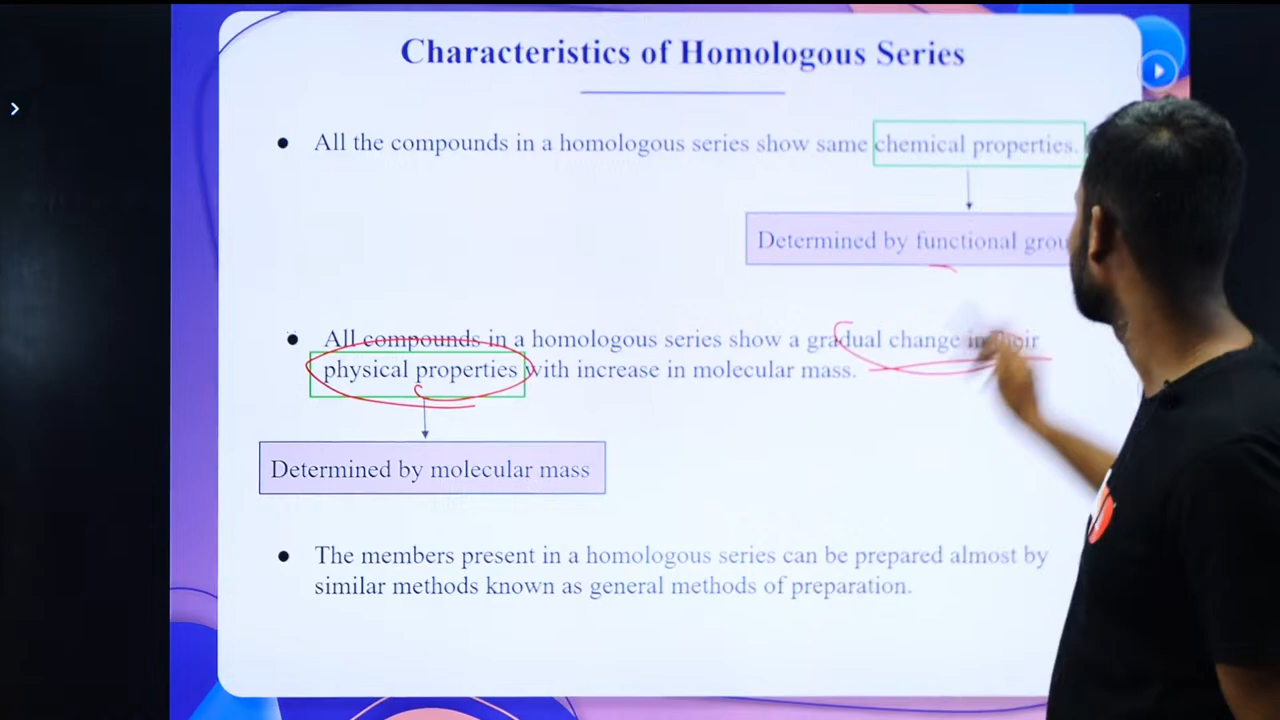 Characteristics of Homologous Series
All the compounds in a homologous series show same chemical properties.
Determined by functional grou
All compounds in a homologous series show a gradual change in their
physical properties with increase in molecular mass.
Determined by molecular mass
The members present in a homologous series can be prepared almost by
similar methods known as general methods of preparation.